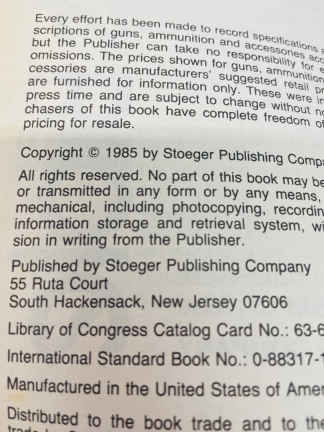 Every effort has been made to record specifications
scriptions of guns, ammunition and accessories
but the Publisher can take no responsibility for
omissions. The prices shown for guns, ammunition
cessories are manufacturers' suggested retail
are furnished for information only. These were
press time and are subject to change without
chasers of this book have complete freedom
pricing for resale.
Copyright © 1985 by Stoeger Publishing
All rights reserved. No part of this book may be
or transmitted in any form or by any means,
mechanical, including photocopying,
information storage and retrieval system,
sion in writing from the Publisher.
Published by Stoeger Publishing Company
55 Ruta Court
South Hackensack, New Jersey 07606
Library of Congress Catalog Card No.: 63-6
International Standard Book No.: 0-88317-1
Manufactured in the United States of
Distributed to the book trade and to the